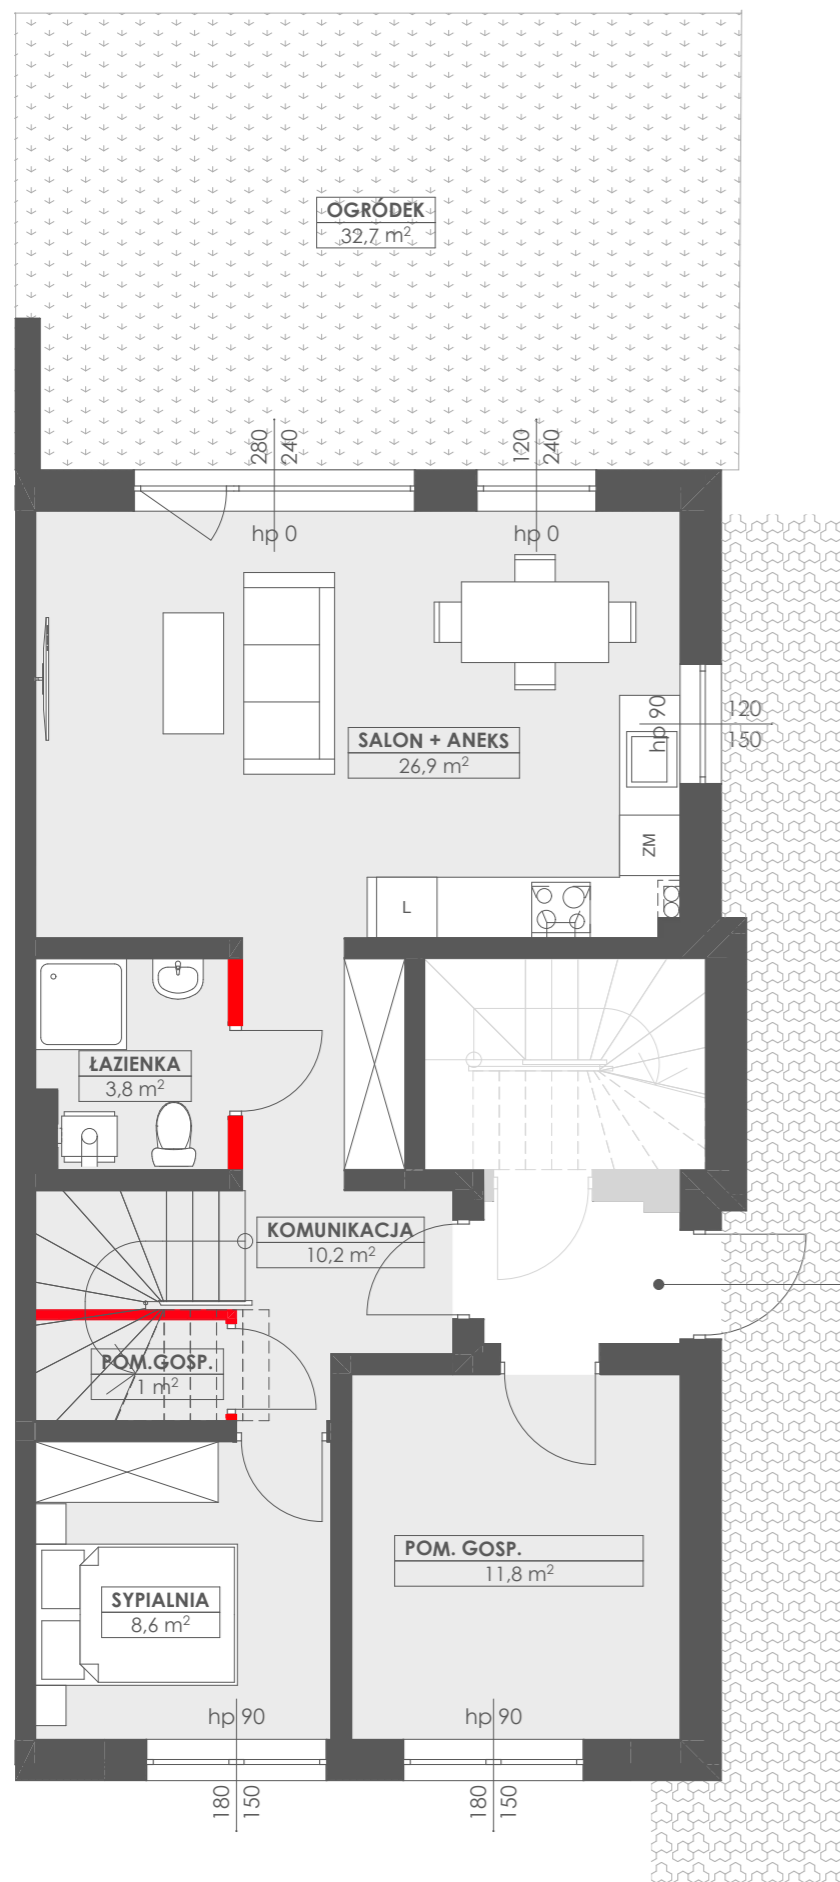 OGRÓDEK
32,7 m²
280
240
120
240
hp 0
hp 0
hp 90
120
150
SALON + ANEKS
26,9 m²
ZM
L
ŁAZIENKA
3,8 m²
KOMUNIKACJA
10,2 m²
POM.GOSP.
1 m²
POM. GOSP.
11,8 m²
SYPIALNIA
8,6 m²
hp 90
hp 90
180
150
180
150